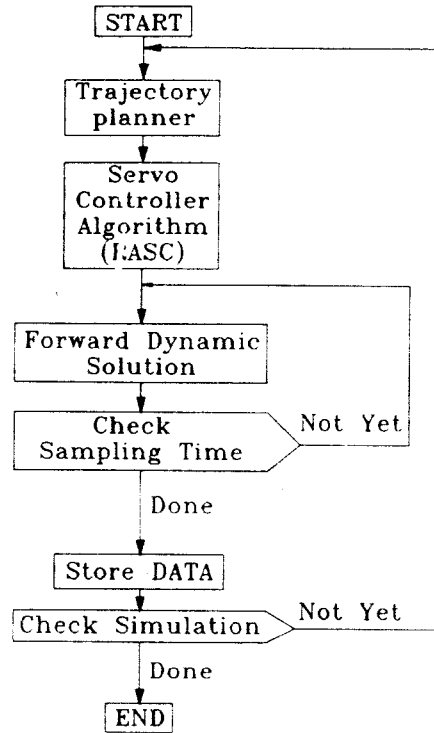 START
Trajectory
planner
Servo
Controller
Algorithm
Forward Dynamic
Solution
Check
Sampling Time
Not Yet
Done
Store DATA
Check Simulation
Not Yet
Done
END